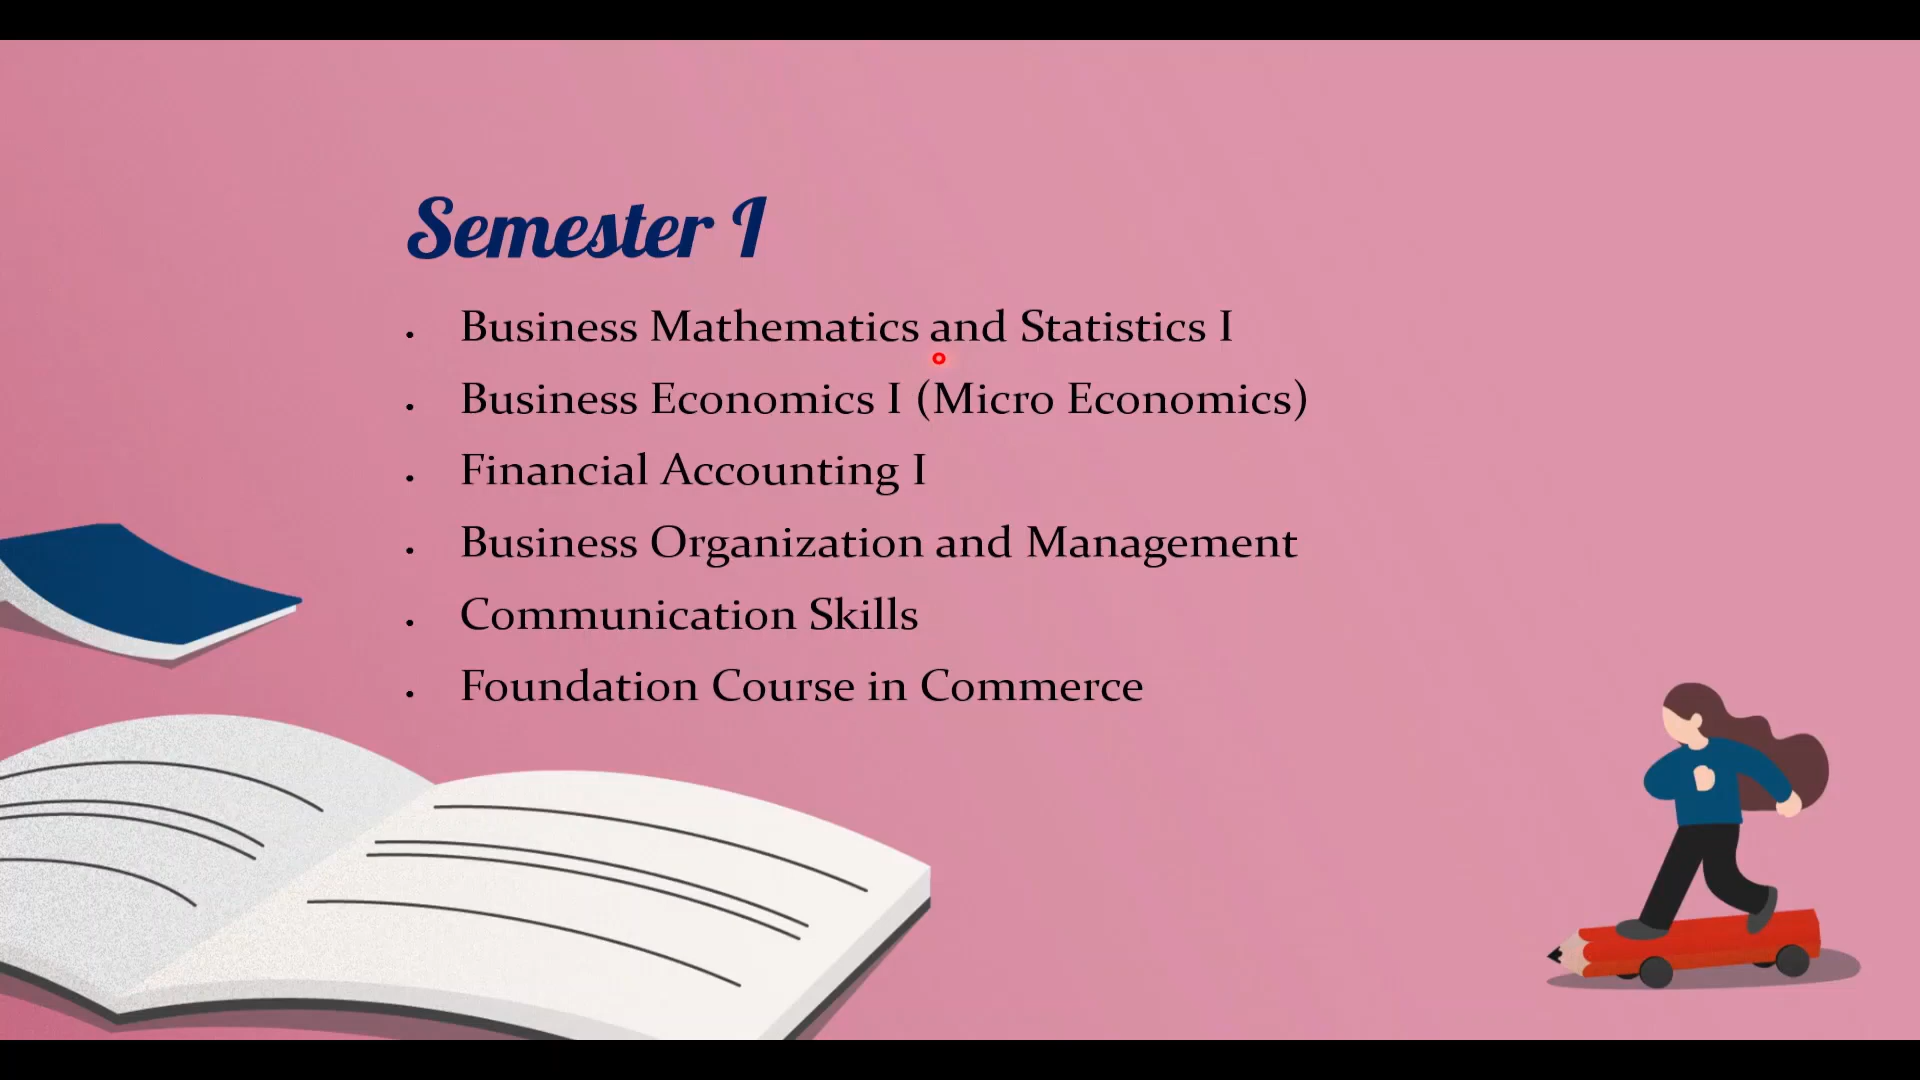 Semester I
• Business Mathematics and Statistics I
• Business Economics I (Micro Economics)
• Financial Accounting I
• Business Organization and Management
• Communication Skills
• Foundation Course in Commerce